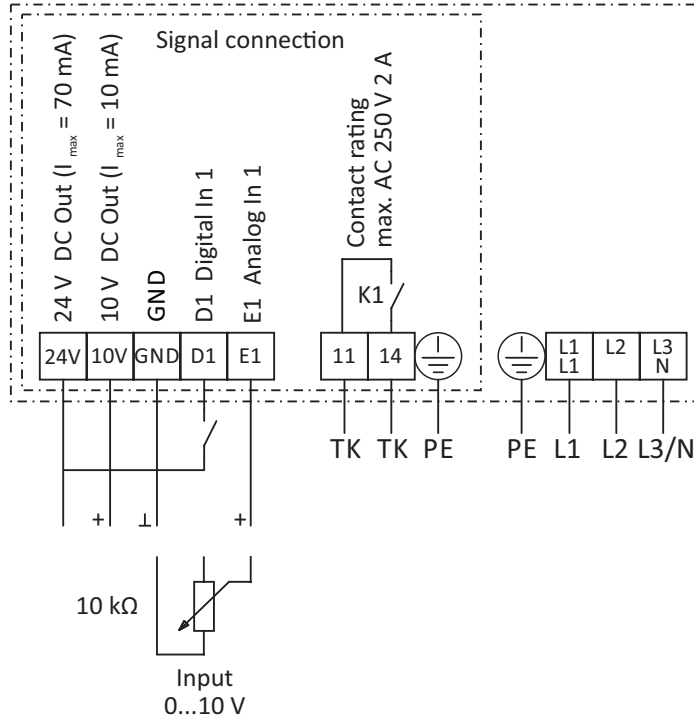 Signal connection
24 V DC Out (I max = 70 mA)
10 V DC Out (I max = 10 mA)
GND
D1 Digital In 1
E1 Analog In 1
Contact rating
max. AC 250 V 2 A
K1
24V 10V GND D1 E1
11 14
L1 L2 L3
L1 N
TK TK PE
PE L1 L2 L3/N
+ ⊥ +
10 kΩ
Input
0...10 V